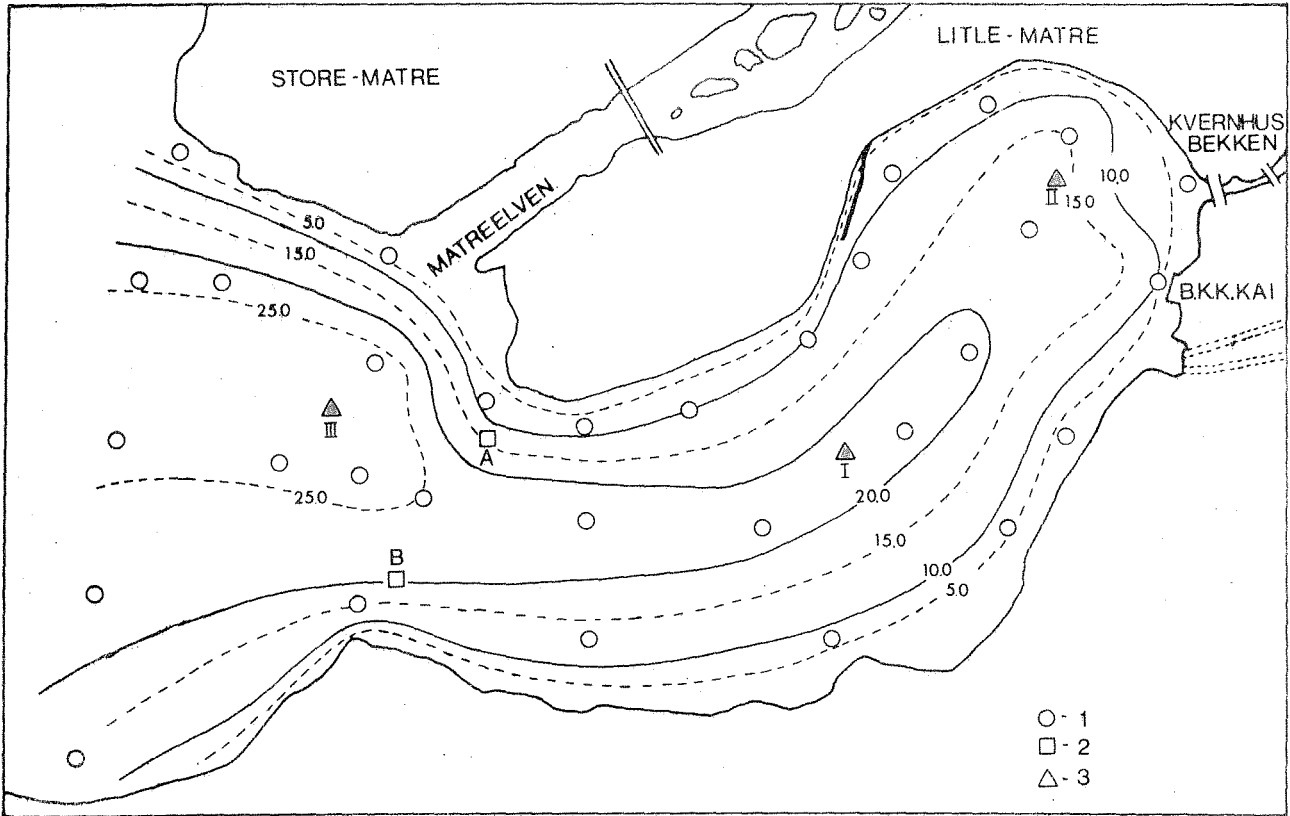 LITLE-MATRE
STORE-MATRE
KVERNHUS
BEKKEN
MATREELVEN
10,0
II
15.0
5.0
15.0
25.0
B.K.K.KAI
III
A
I
25.0
20.0
15.0
B
10.0
5.0
1
2
3